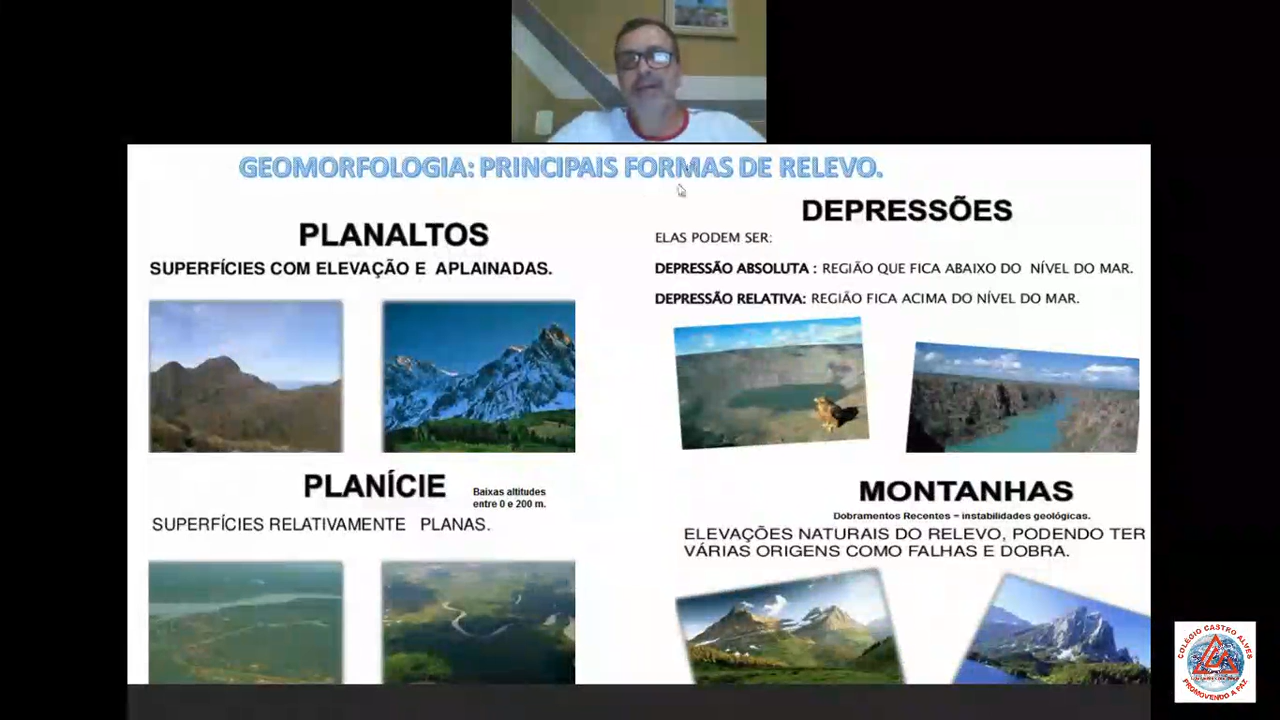 GEOMORFOLOGIA: PRINCIPAIS FORMAS DE RELEVO.
PLANALTOS
SUPERFÍCIES COM ELEVAÇÃO E APLAINADAS.
DEPRESSÕES
ELAS PODEM SER:
DEPRESSÃO ABSOLUTA : REGIÃO QUE FICA ABAIXO DO NÍVEL DO MAR.
DEPRESSÃO RELATIVA: REGIÃO FICA ACIMA DO NÍVEL DO MAR.
PLANÍCIE
Baixas altitudes
entre 0 e 200 m.
SUPERFÍCIES RELATIVAMENTE PLANAS.
MONTANHAS
Dobramentos Recentes – instabilidades geológicas.
ELEVAÇÕES NATURAIS DO RELEVO, PODENDO TER
VÁRIAS ORIGENS COMO FALHAS E DOBRA.
COLÉGIO CASTRO ALVES
PROMOVENDO A PAZ